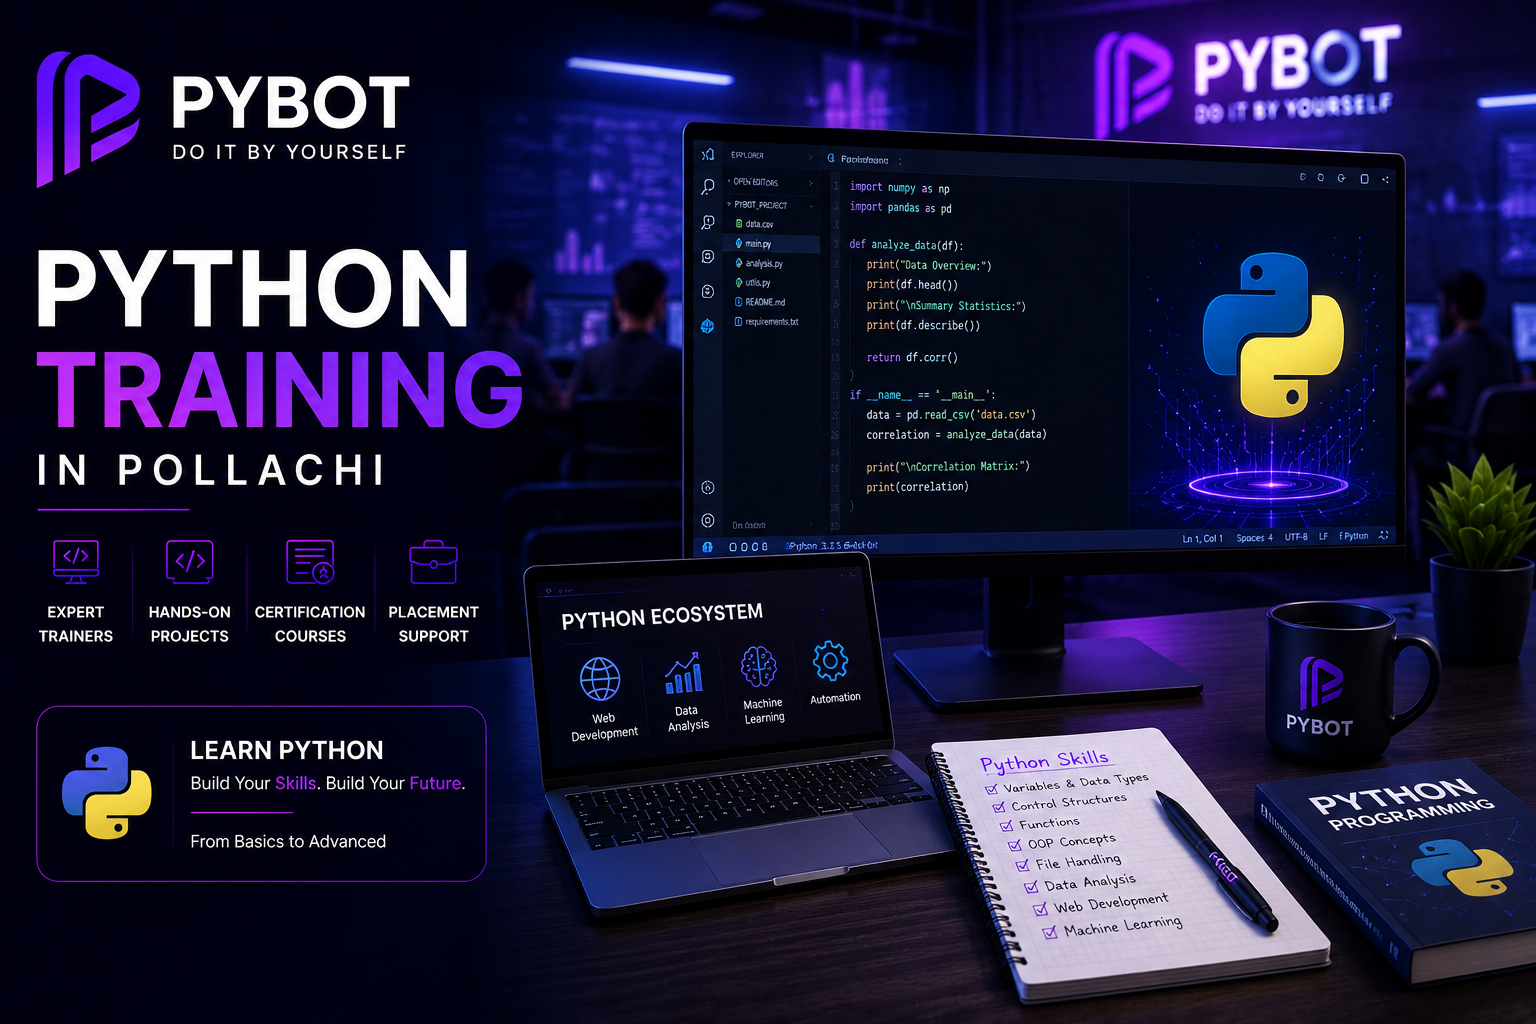 PYBOT
DO IT BY YOURSELF
PYTHON
TRAINING
IN POLLACHI
EXPERT
TRAINERS
HANDS-ON
PROJECTS
CERTIFICATION
COURSES
PLACEMENT
SUPPORT
LEARN PYTHON
Build Your Skills. Build Your Future.
From Basics to Advanced
PYBOT
DO IT BY YOURSELF
EXPLORER
OPEN EDITORS
PYBOT_PROJECT
data.csv
main.py
analysis.py
utils.py
README.md
requirements.txt
import numpy as np
import pandas as pd
def analyze_data(df):
print("Data Overview:")
print(df.head())
print("\nSummary Statistics:")
print(df.describe())
return df.corr()
if __name__ == '__main__':
data = pd.read_csv('data.csv')
correlation = analyze_data(data)
print("\nCorrelation Matrix:")
print(correlation)
Ln 1, Col 1 Spaces 4 UTF-8 LF Python
PYTHON ECOSYSTEM
Web
Development
Data
Analysis
Machine
Learning
Automation
Python Skills
Variables & Data Types
Control Structures
Functions
OOP Concepts
File Handling
Data Analysis
Web Development
Machine Learning
PYBOT
PYTHON
PROGRAMMING